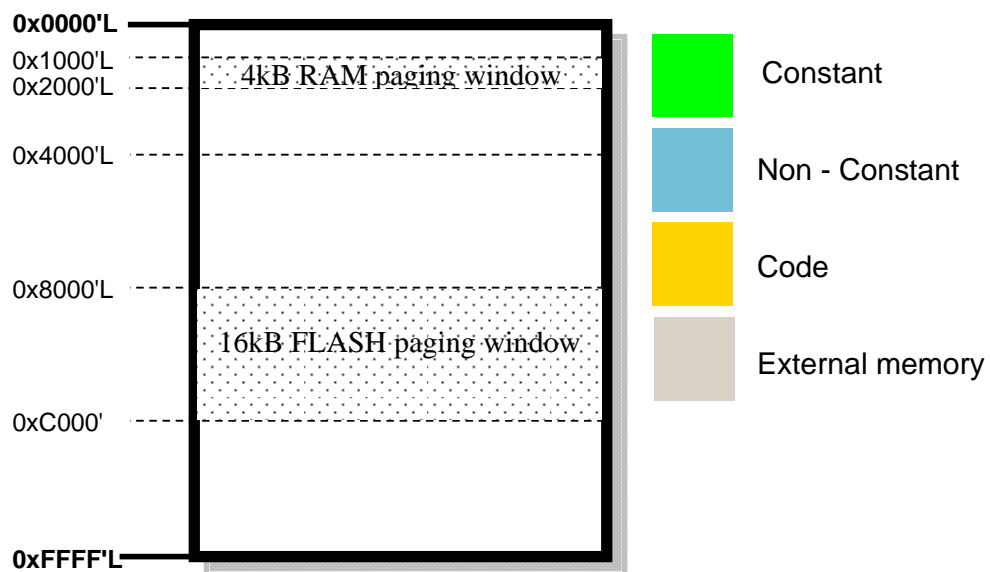 0x0000'L
0x1000'L
4kB RAM paging window
0x2000'L
0x4000'L
0x8000'L
16kB FLASH paging window
0xC000'
0xFFFF'L
Constant
Non - Constant
Code
External memory